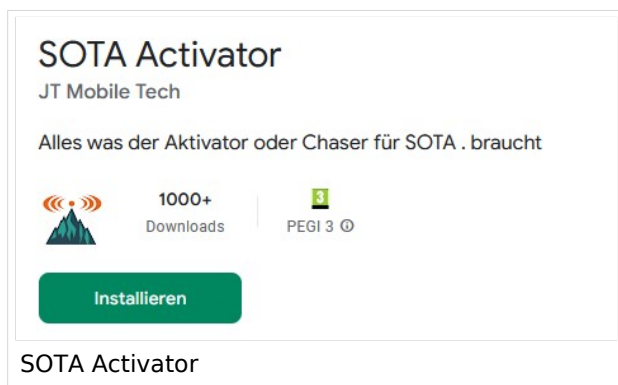 SOTA Activator
JT Mobile Tech
Alles was der Aktivator oder Chaser für SOTA . braucht
1000+
Downloads
3
PEGI 3 ⓘ
Installieren
SOTA Activator